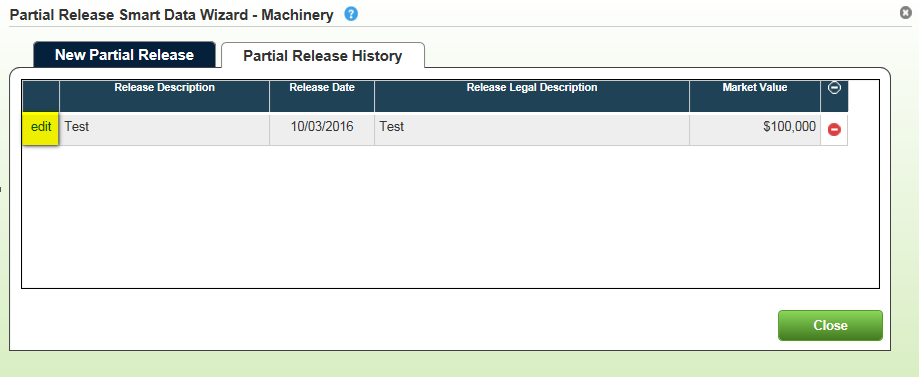 Partial Release Smart Data Wizard - Machinery ?
New Partial Release Partial Release History
Release Description Release Date Release Legal Description Market Value
edit Test 10/03/2016 Test $100,000
Close